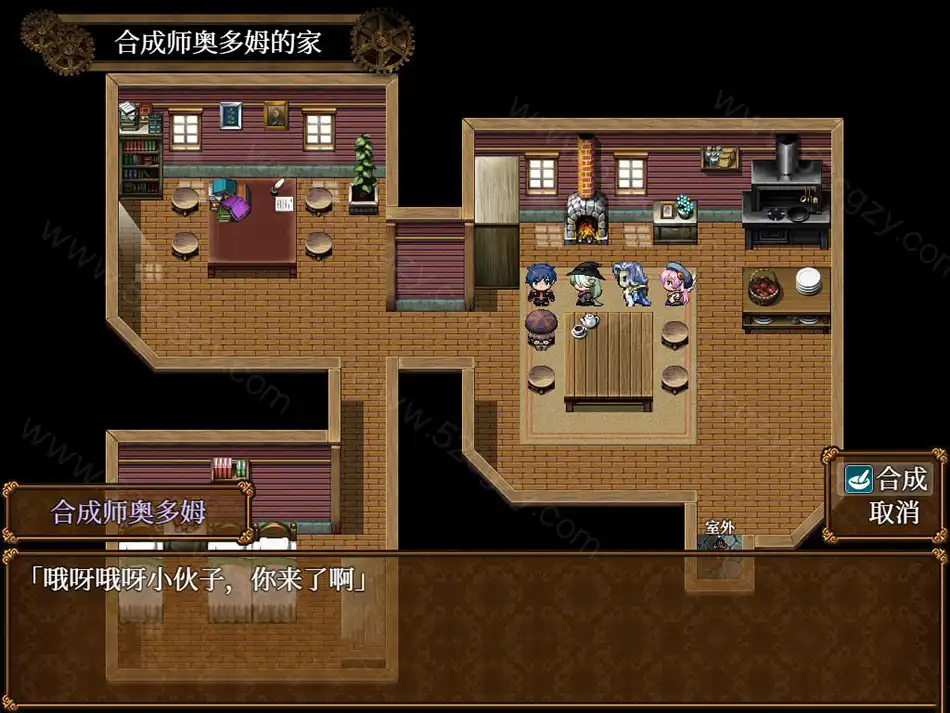 合成师奥多姆的家
室外
合成
取消
合成师奥多姆
「哦呀哦呀小伙子，你来了啊」